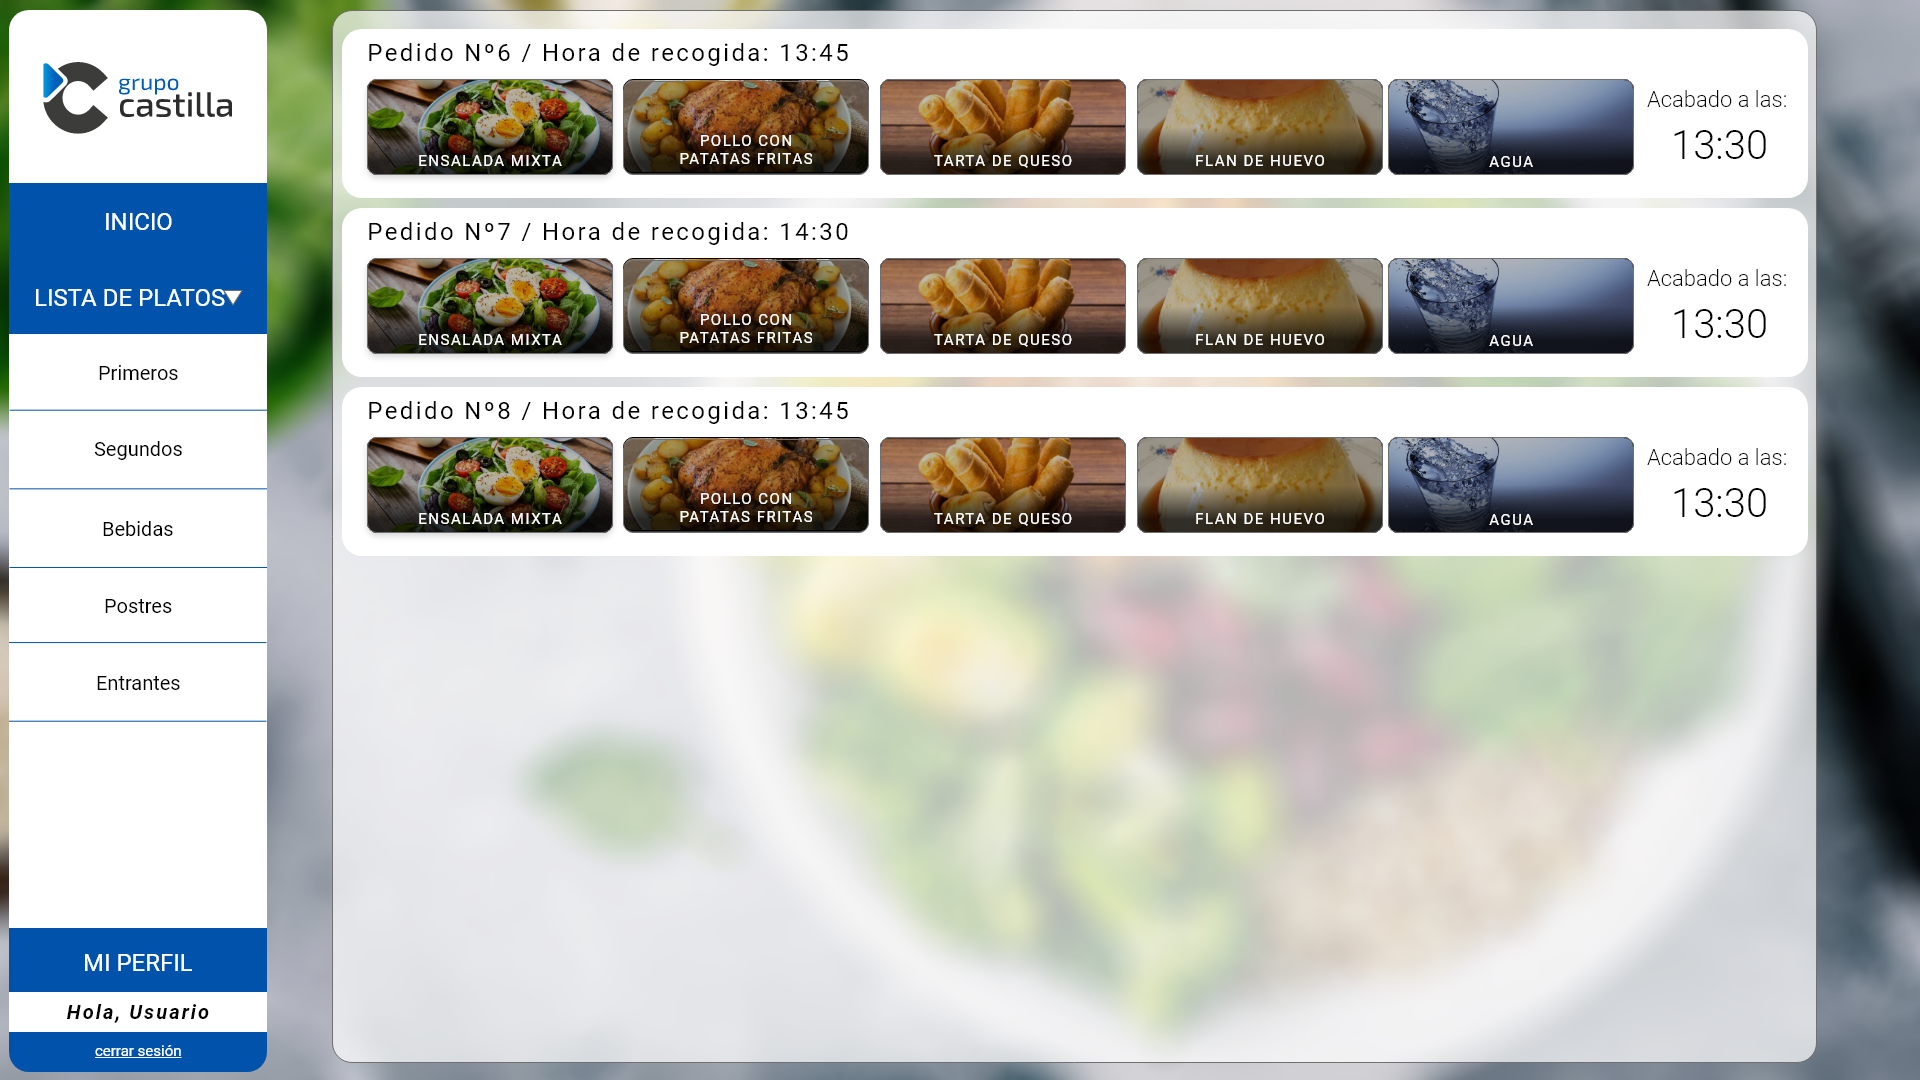 grupo
castilla
INICIO
LISTA DE PLATOS
Primeros
Segundos
Bebidas
Postres
Entrantes
MI PERFIL
Hola, Usuario
cerrar sesión
Pedido Nº6 / Hora de recogida: 13:45
ENSALADA MIXTA
POLLO CON
PATATAS FRITAS
TARTA DE QUESO
FLAN DE HUEVO
AGUA
Acabado a las:
13:30
Pedido Nº7 / Hora de recogida: 14:30
ENSALADA MIXTA
POLLO CON
PATATAS FRITAS
TARTA DE QUESO
FLAN DE HUEVO
AGUA
Acabado a las:
13:30
Pedido Nº8 / Hora de recogida: 13:45
ENSALADA MIXTA
POLLO CON
PATATAS FRITAS
TARTA DE QUESO
FLAN DE HUEVO
AGUA
Acabado a las:
13:30